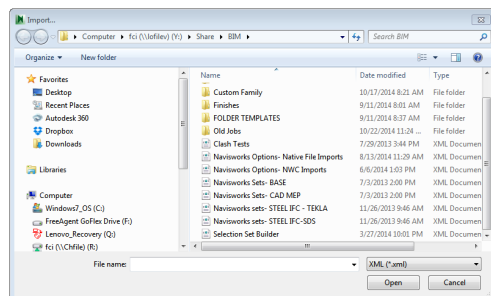 Import...
Computer ▸ fci (\\lofilev) (Y:) ▸ Share ▸ BIM ▸
Search BIM
Organize ▾ New folder
Name Date modified Type
Favorites
Desktop
Recent Places
Autodesk 360
Dropbox
Downloads
Libraries
Computer
Windows7_OS (C:)
FreeAgent GoFlex Drive (F:)
Lenovo_Recovery (Q:)
fci (\\Chfile) (R:)
Custom Family 10/17/2014 8:21 AM File folder
Finishes 9/11/2014 8:01 AM File folder
FOLDER TEMPLATES 9/11/2014 8:37 AM File folder
Old Jobs 10/22/2014 11:24 ... File folder
Clash Tests 7/29/2013 3:44 PM XML Documen
Navisworks Options- Native File Imports 8/13/2014 11:29 AM XML Documen
Navisworks Options- NWC Imports 6/6/2014 1:03 PM XML Documen
Navisworks Sets- BASE 7/3/2013 2:00 PM XML Documen
Navisworks Sets- CAD MEP 7/3/2013 2:00 PM XML Documen
Navisworks sets- STEEL IFC - TEKLA 11/26/2013 9:46 AM XML Documen
Navisworks sets- STEEL IFC-SDS 11/26/2013 9:46 AM XML Documen
Selection Set Builder 3/27/2014 10:01 PM XML Documen
File name:
XML (*.xml)
Open Cancel